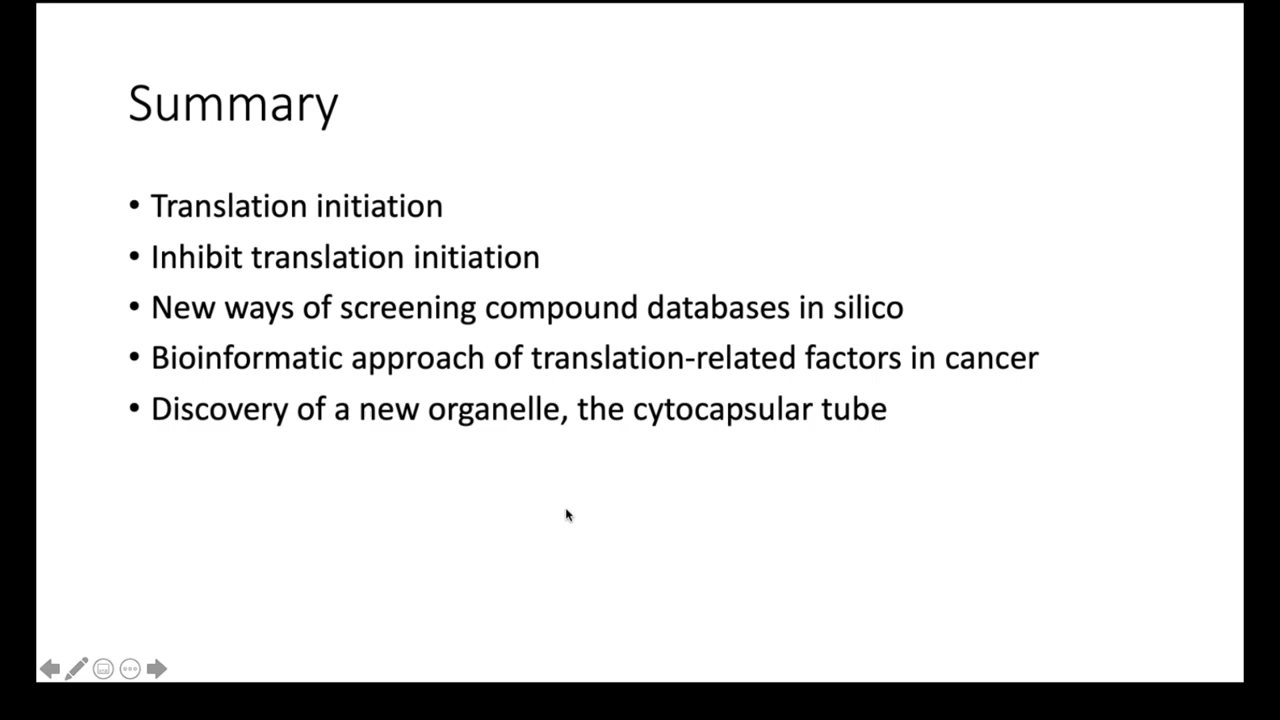 Summary
• Translation initiation
• Inhibit translation initiation
• New ways of screening compound databases in silico
• Bioinformatic approach of translation-related factors in cancer
• Discovery of a new organelle, the cytocapsular tube